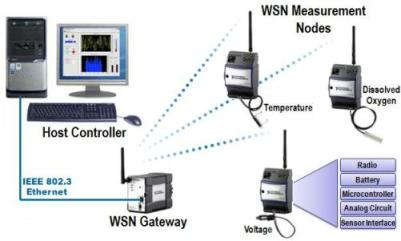 WSN Measurement
Nodes
Temperature
Dissolved
Oxygen
Host Controller
IEEE 802.3
Ethernet
WSN Gateway
Voltage
Radio
Battery
Microcontroller
Analog Circuit
Sensor Interface